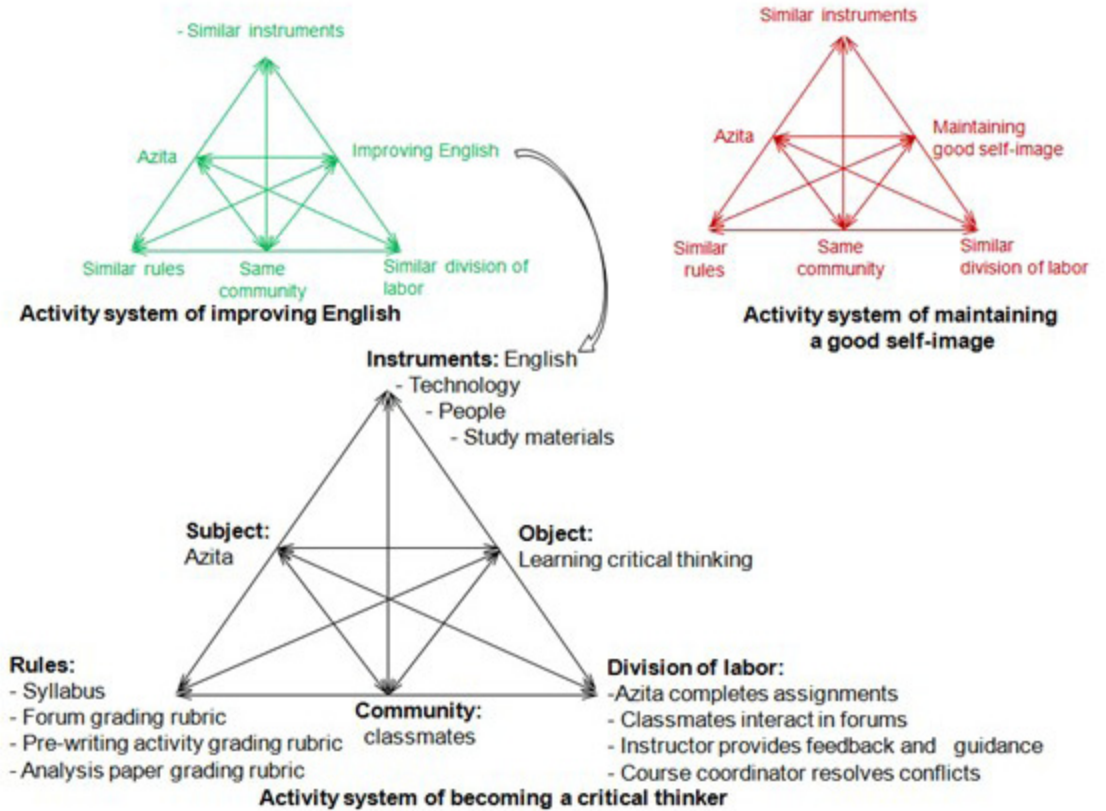 - Similar instruments
Azita
Improving English
Similar rules
Same
community
Similar division of
labor
Activity system of improving English
Similar instruments
Azita
Maintaining
good self-image
Similar
rules
Same
community
Similar
division of labor
Activity system of maintaining
a good self-image
Instruments: English
- Technology
- People
- Study materials
Subject:
Azita
Object:
Learning critical thinking
Rules:
- Syllabus
- Forum grading rubric
- Pre-writing activity grading rubric
- Analysis paper grading rubric
Community:
classmates
Division of labor:
-Azita completes assignments
- Classmates interact in forums
- Instructor provides feedback and guidance
- Course coordinator resolves conflicts
Activity system of becoming a critical thinker